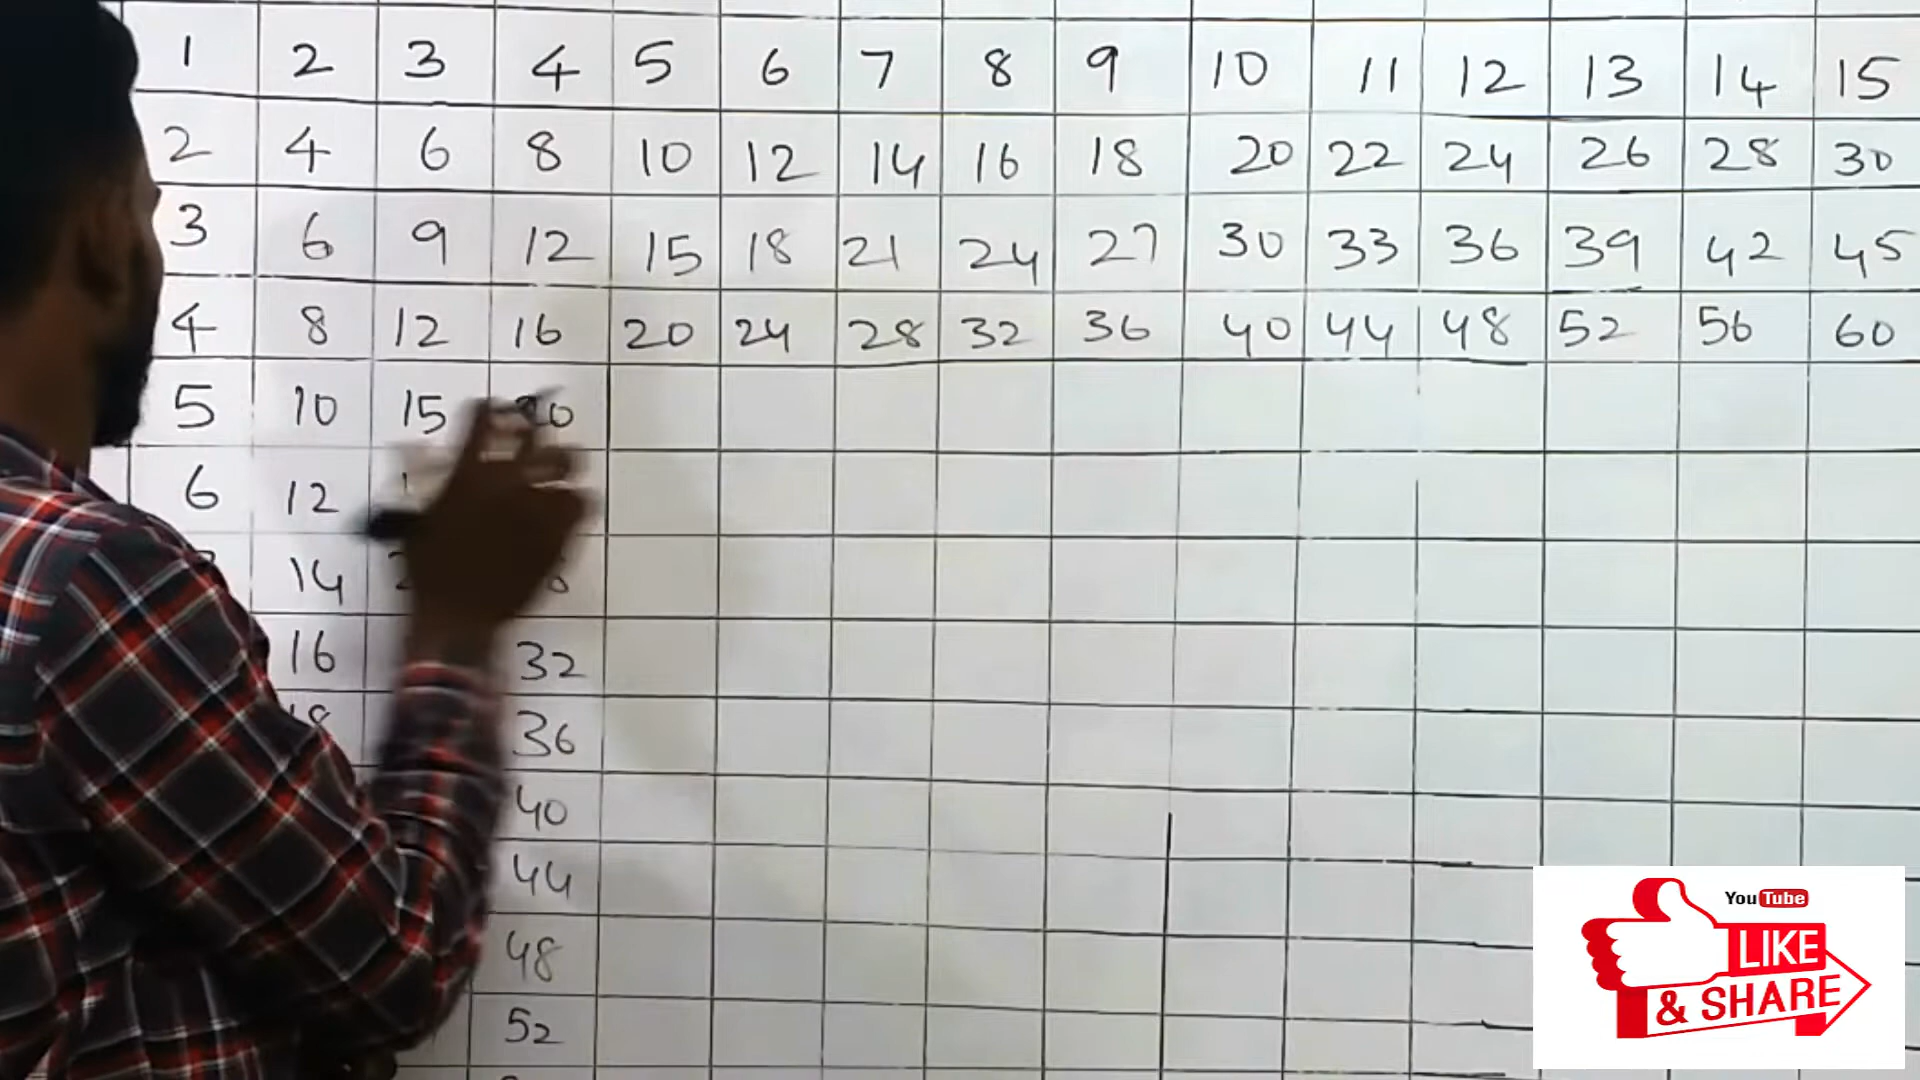 1 2 3 4 5 6 7 8 9 10 11 12 13 14 15
2 4 6 8 10 12 14 16 18 20 22 24 26 28 30
3 6 9 12 15 18 21 24 27 30 33 36 39 42 45
4 8 12 16 20 24 28 32 36 40 44 48 52 56 60
5 10 15 20
6 12
14
16 32
18 36
40
44
48
52
YouTube
LIKE
& SHARE